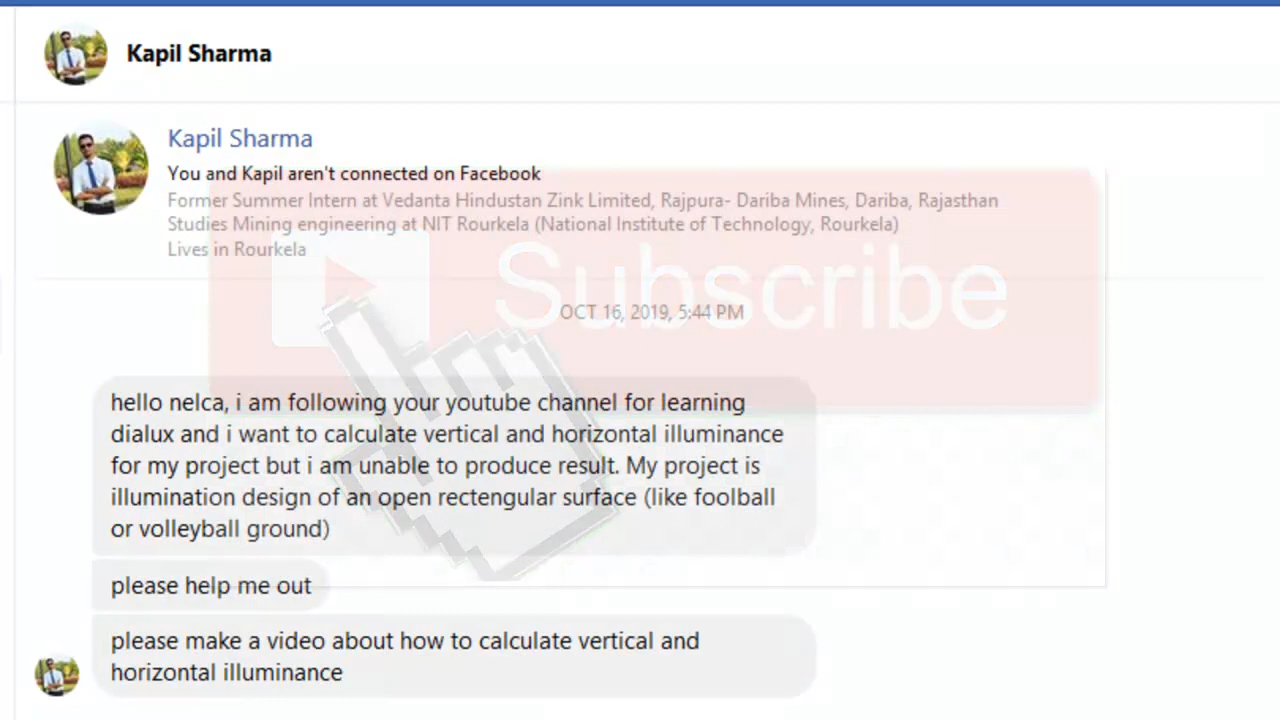 Kapil Sharma
Kapil Sharma
You and Kapil aren't connected on Facebook
Former Summer Intern at Vedanta Hindustan Zink Limited, Rajpura- Dariba Mines, Dariba, Rajasthan
Studies Mining engineering at NIT Rourkela (National Institute of Technology, Rourkela)
Lives in Rourkela
Subscribe
OCT 16, 2019, 5:44 PM
hello nelca, i am following your youtube channel for learning
dialux and i want to calculate vertical and horizontal illuminance
for my project but i am unable to produce result. My project is
illumination design of an open rectengular surface (like foolball
or volleyball ground)
please help me out
please make a video about how to calculate vertical and
horizontal illuminance